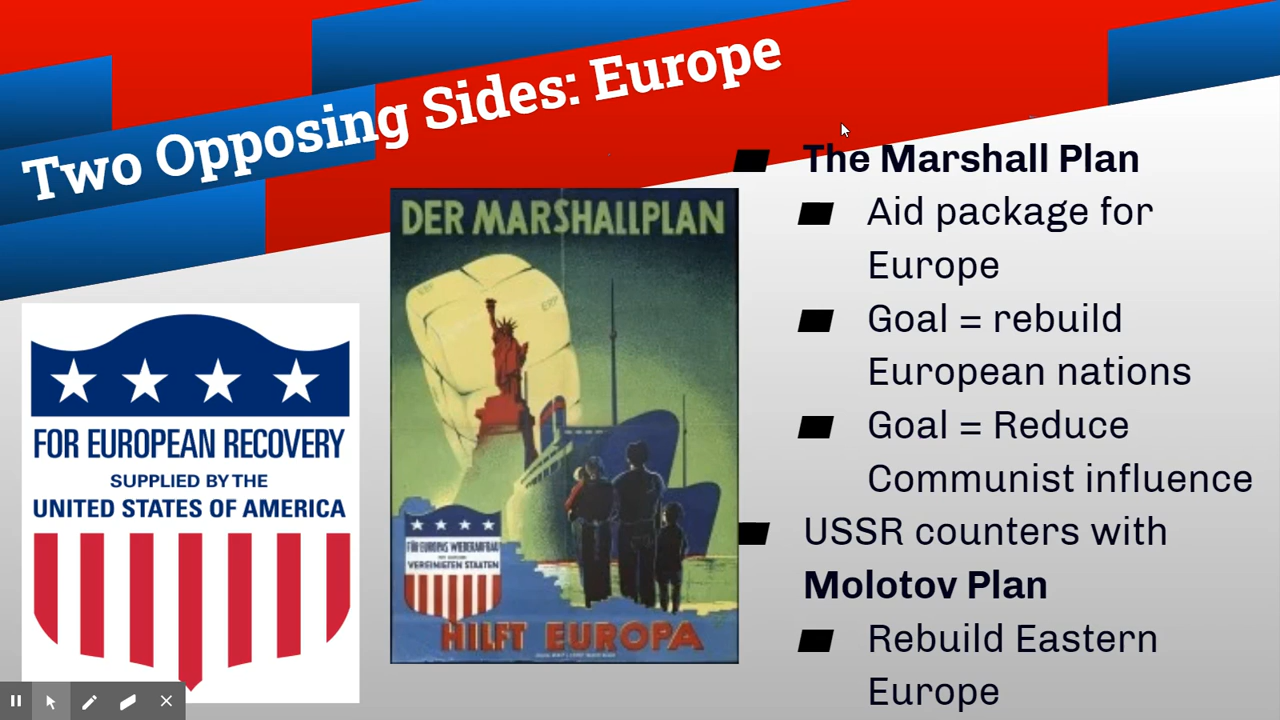 Two Opposing Sides: Europe
FOR EUROPEAN RECOVERY
SUPPLIED BY THE
UNITED STATES OF AMERICA
DER MARSHALLPLAN
ERP
ERP
FÜR EUROPAS WIEDERAUFBAU
VEREINIGTEN STAATEN
HILFT EUROPA
The Marshall Plan
Aid package for
Europe
Goal = rebuild
European nations
Goal = Reduce
Communist influence
USSR counters with
Molotov Plan
Rebuild Eastern
Europe